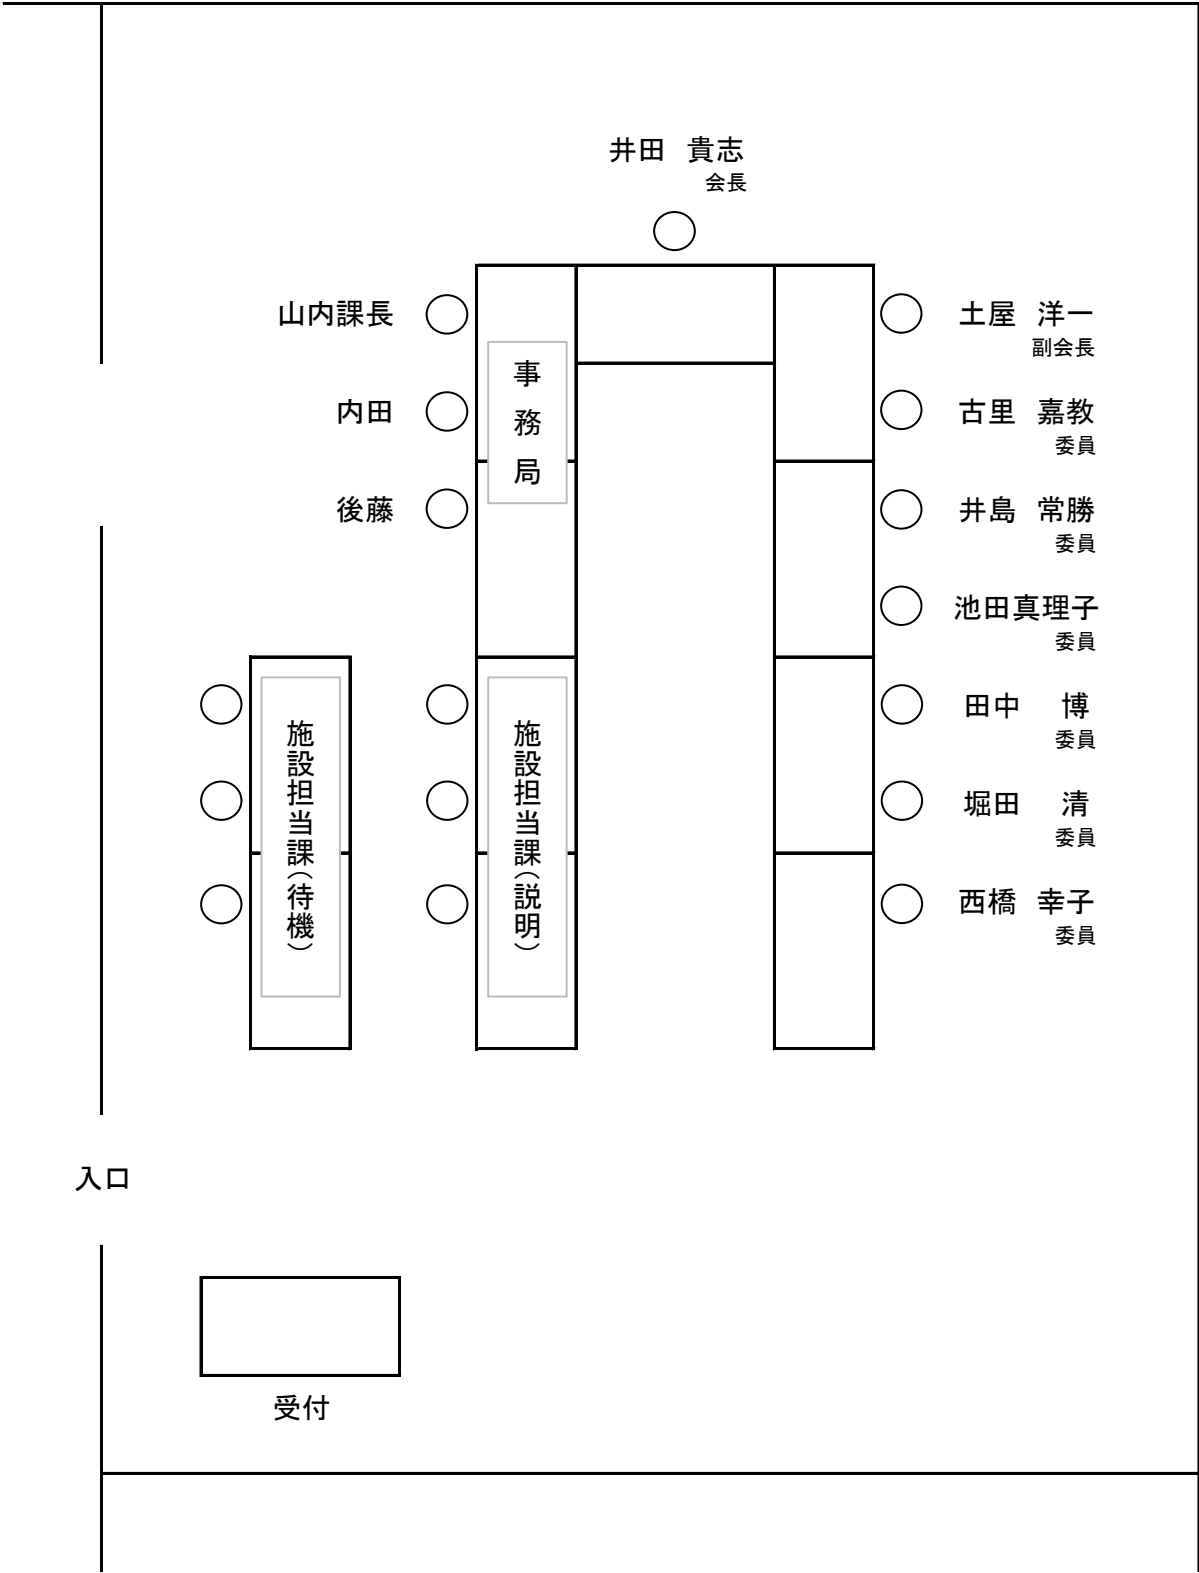 井田　貴志
会長
山内課長
内田
後藤
事務局
土屋　洋一
副会長
古里　嘉教
委員
井島　常勝
委員
池田真理子
委員
田中　博
委員
堀田　清
委員
西橋　幸子
委員
施設担当課（待機）
施設担当課（説明）
入口
受付